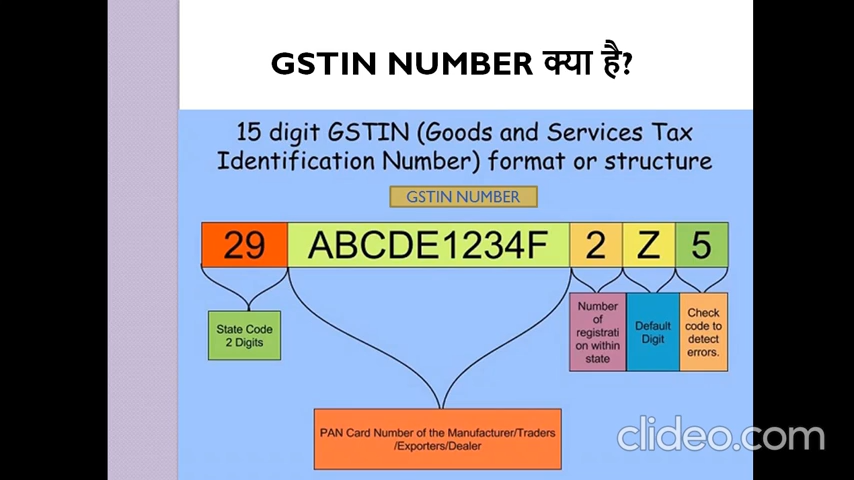 GSTIN NUMBER क्या है?
15 digit GSTIN (Goods and Services Tax
Identification Number) format or structure
GSTIN NUMBER
29 ABCDE1234F 2 Z 5
State Code
2 Digits
Number
of
registrati
on within
state
Default
Digit
Check
code to
detect
errors.
PAN Card Number of the Manufacturer/Traders
/Exporters/Dealer
clideo.com